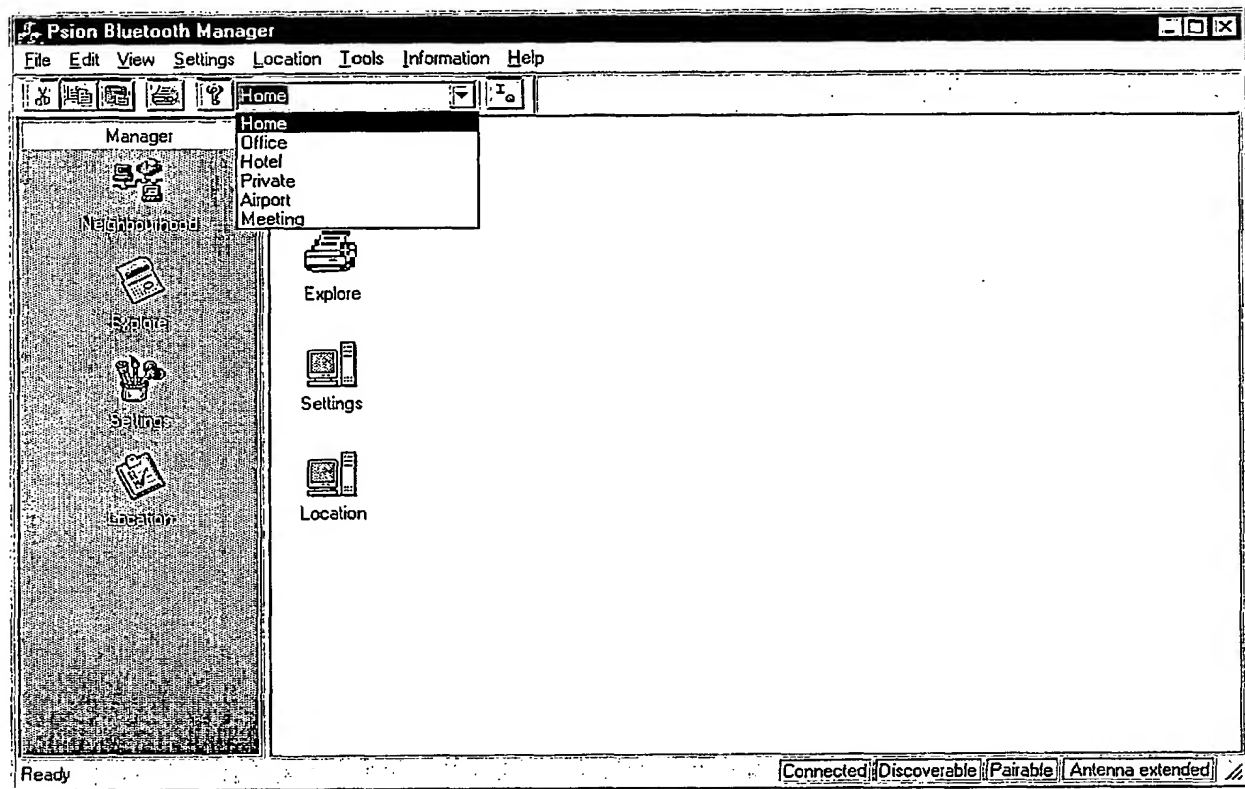 Psion Bluetooth Manager
File Edit View Settings Location Tools Information Help
Home
Manager
Home
Office
Hotel
Private
Airport
Meeting
Neighbourhood
Explore
Settings
Location
Explore
Settings
Location
Ready
Connected Discoverable Pairable Antenna extended